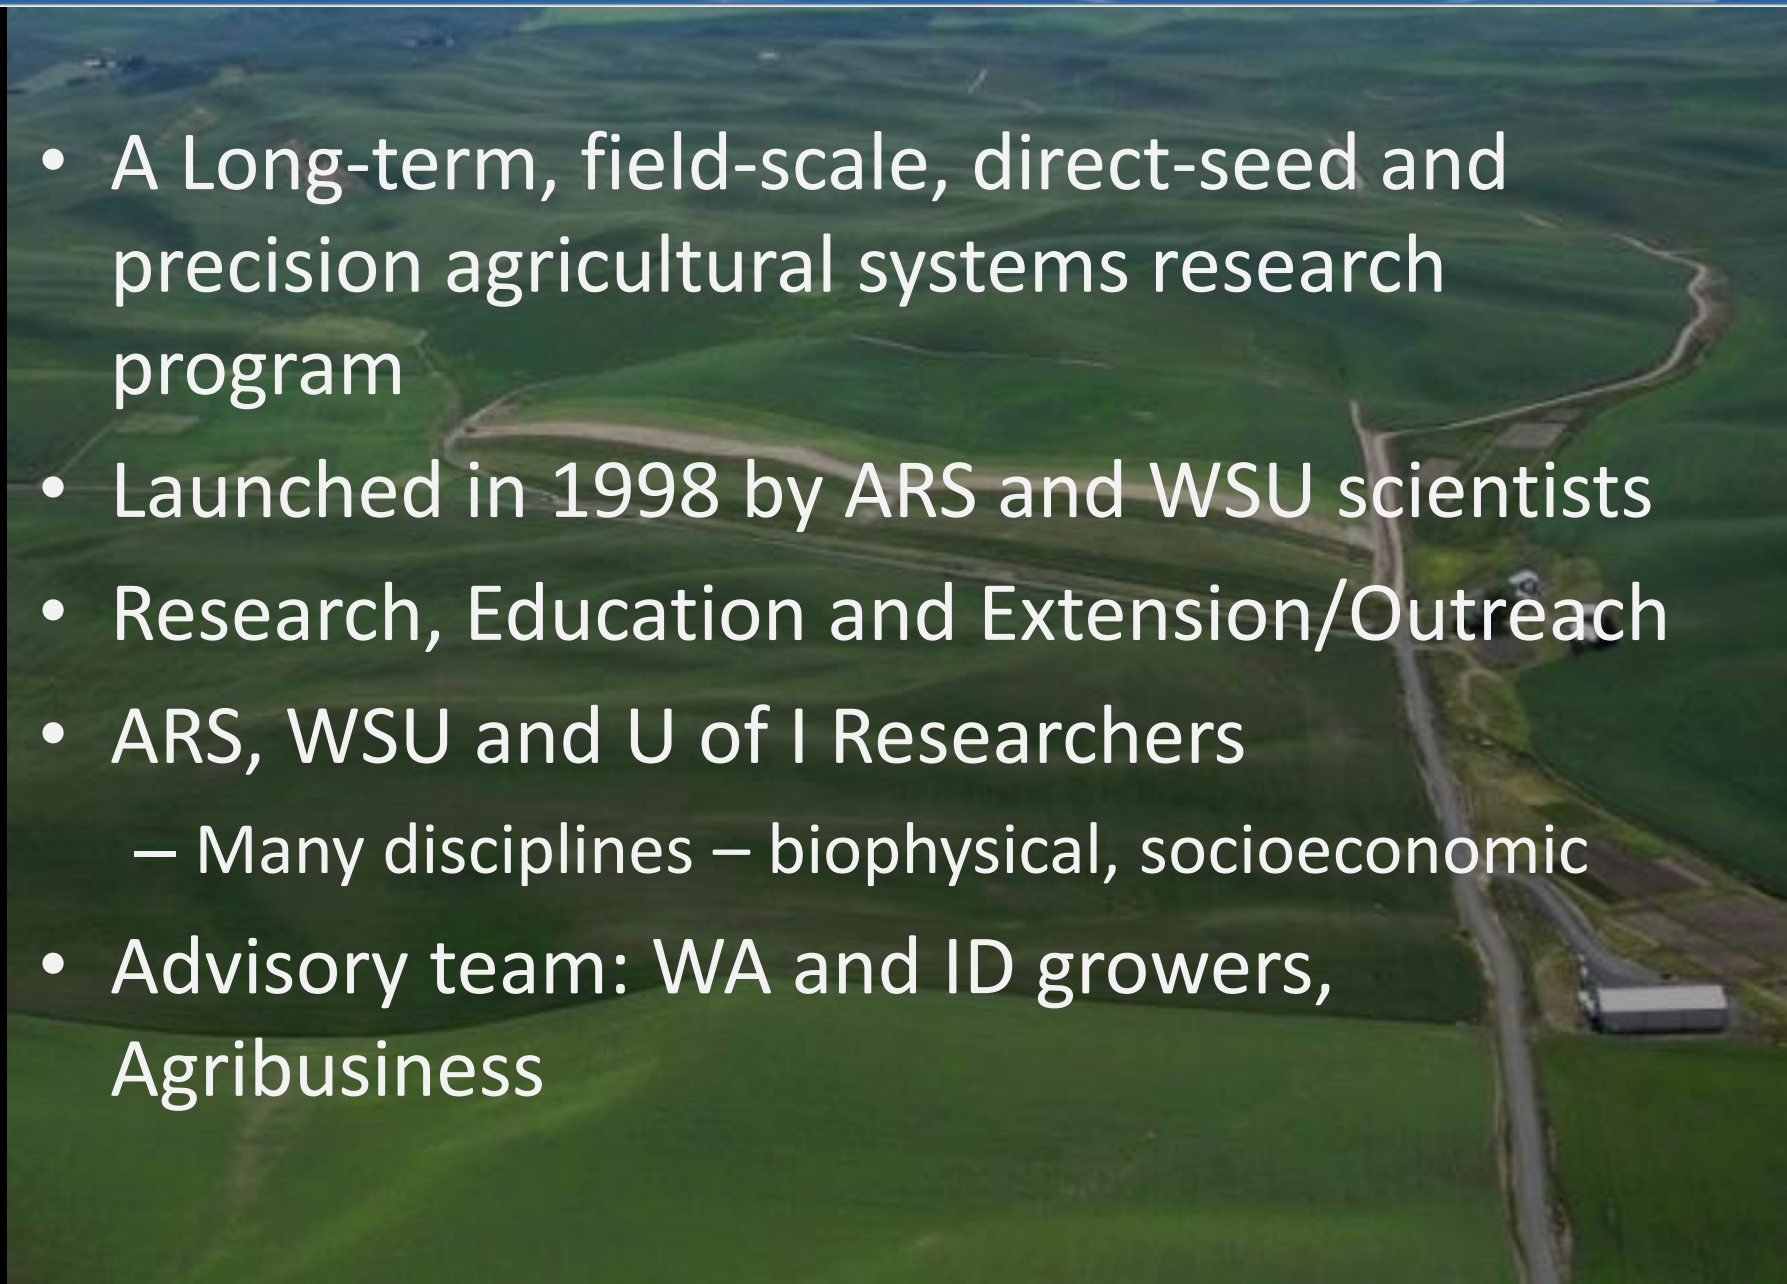 • A Long-term, field-scale, direct-seed and
precision agricultural systems research
program
• Launched in 1998 by ARS and WSU scientists
• Research, Education and Extension/Outreach
• ARS, WSU and U of I Researchers
– Many disciplines – biophysical, socioeconomic
• Advisory team: WA and ID growers,
Agribusiness